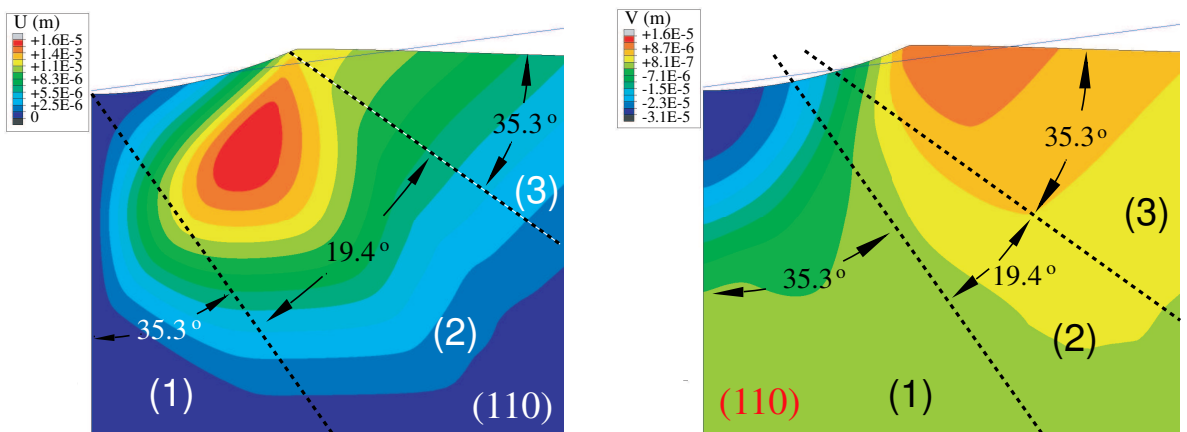 U (m)
+1.6E-5
+1.4E-5
+1.1E-5
+8.3E-6
+5.5E-6
+2.5E-6
0
35.3°
(3)
19.4°
35.3°
(2)
(1)
(110)
V (m)
+1.6E-5
+8.7E-6
+8.1E-7
-7.1E-6
-1.5E-5
-2.3E-5
-3.1E-5
35.3°
(3)
35.3°
19.4°
(2)
(110)
(1)